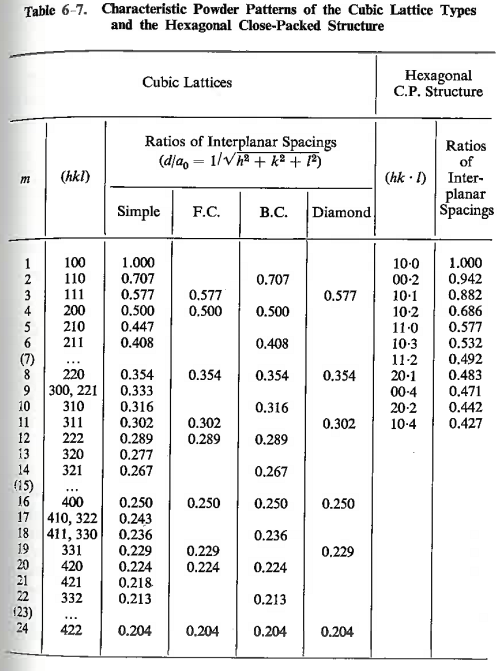 Table 6-7. Characteristic Powder Patterns of the Cubic Lattice Types
and the Hexagonal Close-Packed Structure
Cubic Lattices
Hexagonal
C.P. Structure
m
(hkl)
Ratios of Interplanar Spacings
(d/a₀ = 1/√h² + k² + l²)
Simple F.C. B.C. Diamond
(hk · l)
Ratios
of
Inter-
planar
Spacings
1 100 1.000 10·0 1.000
2 110 0.707 0.707 00·2 0.942
3 111 0.577 0.577 0.577 10·1 0.882
4 200 0.500 0.500 0.500 10·2 0.686
5 210 0.447 11·0 0.577
6 211 0.408 0.408 10·3 0.532
(7) ... 11·2 0.492
8 220 0.354 0.354 0.354 0.354 20·1 0.483
9 300, 221 0.333 00·4 0.471
10 310 0.316 0.316 20·2 0.442
11 311 0.302 0.302 0.302 10·4 0.427
12 222 0.289 0.289 0.289
13 320 0.277
14 321 0.267 0.267
(15) ...
16 400 0.250 0.250 0.250 0.250
17 410, 322 0.243
18 411, 330 0.236 0.236
19 331 0.229 0.229 0.229
20 420 0.224 0.224 0.224
21 421 0.218
22 332 0.213 0.213
(23) ...
24 422 0.204 0.204 0.204 0.204